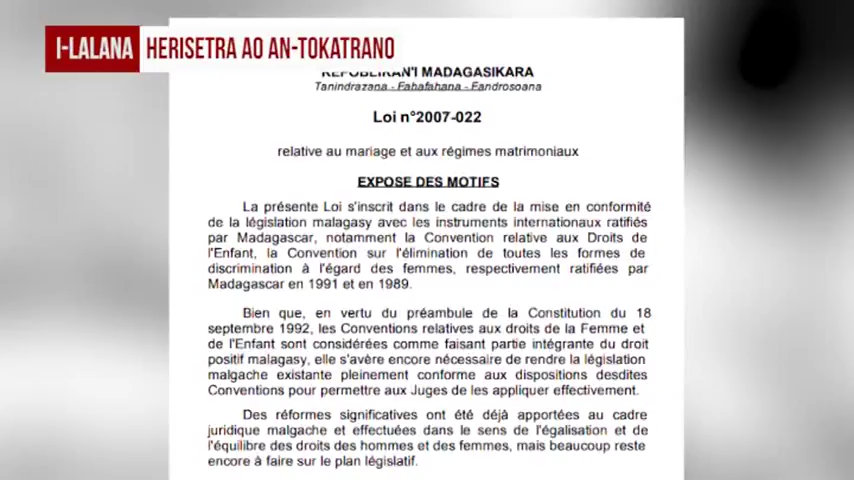 I-LALANA HERISETRA AO AN-TOKATRANO
REPOBLIKAN'I MADAGASIKARA
Tanindrazana - Fahafahana - Fandrosoana
Loi n°2007-022
relative au mariage et aux régimes matrimoniaux
EXPOSE DES MOTIFS
La présente Loi s'inscrit dans le cadre de la mise en conformité
de la législation malagasy avec les instruments internationaux ratifiés
par Madagascar, notamment la Convention relative aux Droits de
l'Enfant, la Convention sur l'élimination de toutes les formes de
discrimination à l'égard des femmes, respectivement ratifiées par
Madagascar en 1991 et en 1989.
Bien que, en vertu du préambule de la Constitution du 18
septembre 1992, les Conventions relatives aux droits de la Femme et
de l'Enfant sont considérées comme faisant partie intégrante du droit
positif malagasy, elle s'avère encore nécessaire de rendre la législation
malgache existante pleinement conforme aux dispositions desdites
Conventions pour permettre aux Juges de les appliquer effectivement.
Des réformes significatives ont été déjà apportées au cadre
juridique malgache et effectuées dans le sens de l'égalisation et de
l'équilibre des droits des hommes et des femmes, mais beaucoup reste
encore à faire sur le plan législatif.